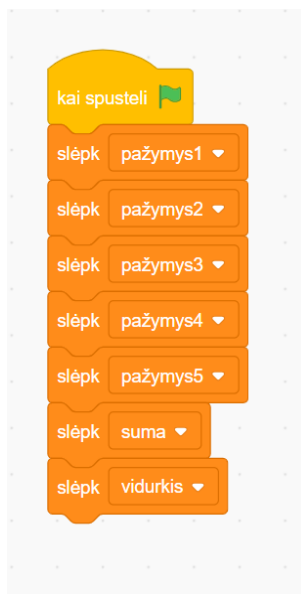 kai spusteli
slėpk pažymys1
slėpk pažymys2
slėpk pažymys3
slėpk pažymys4
slėpk pažymys5
slėpk suma
slėpk vidurkis